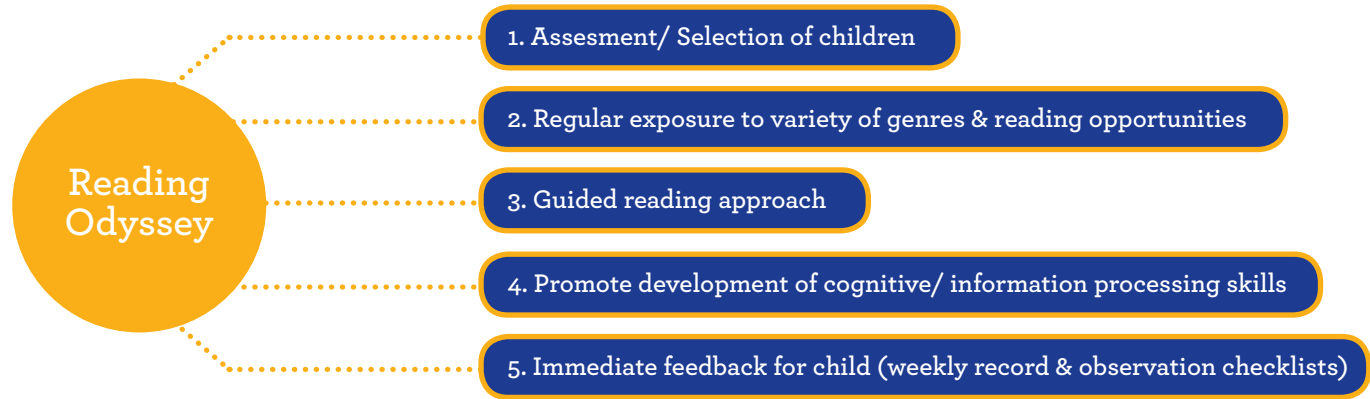 Reading
Odyssey
1. Assesment/ Selection of children
2. Regular exposure to variety of genres & reading opportunities
3. Guided reading approach
4. Promote development of cognitive/ information processing skills
5. Immediate feedback for child (weekly record & observation checklists)